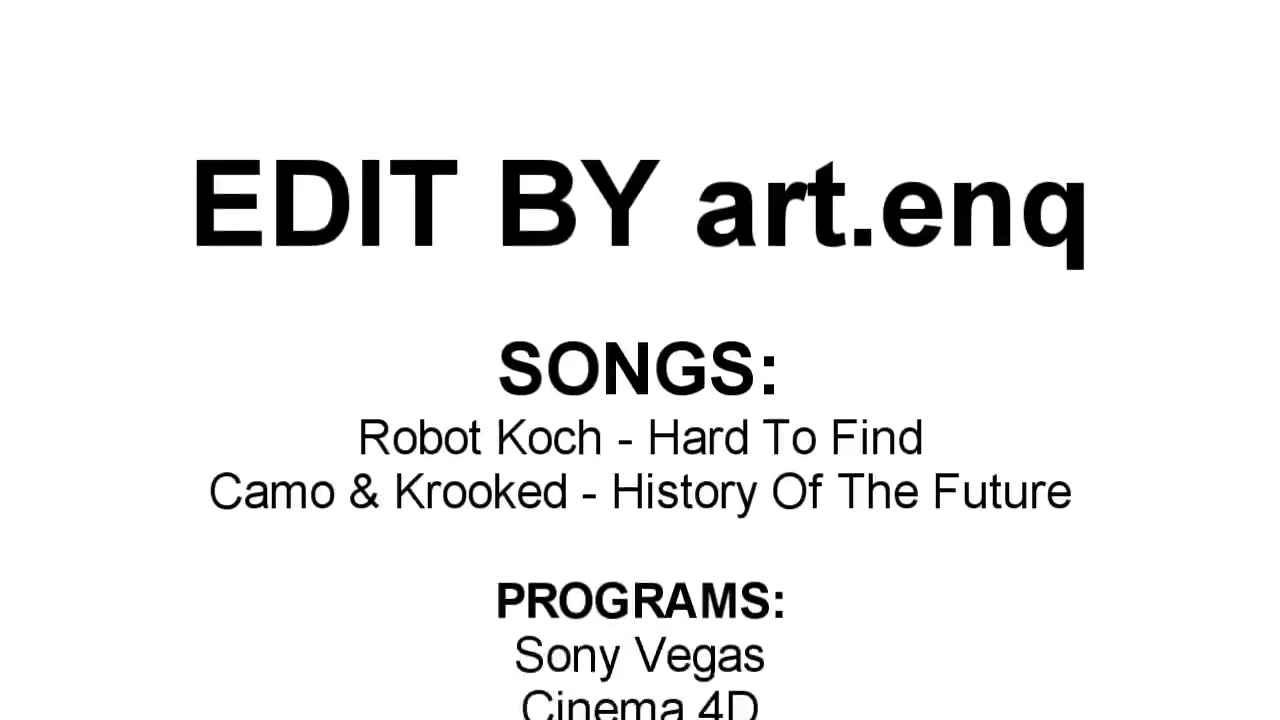 EDIT BY art.enq
SONGS:
Robot Koch - Hard To Find
Camo & Krooked - History Of The Future
PROGRAMS:
Sony Vegas
Cinema 4D